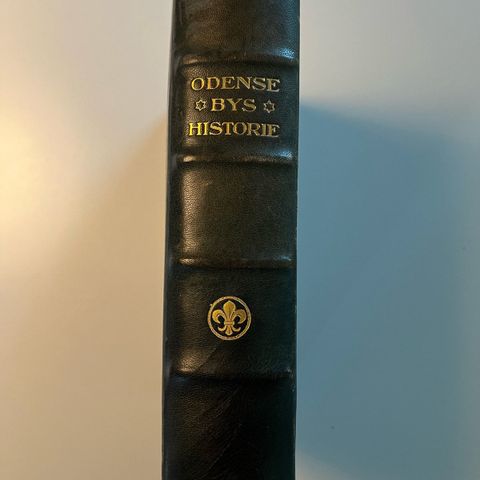 ODENSE
✡ BYS ✡
HISTORIE